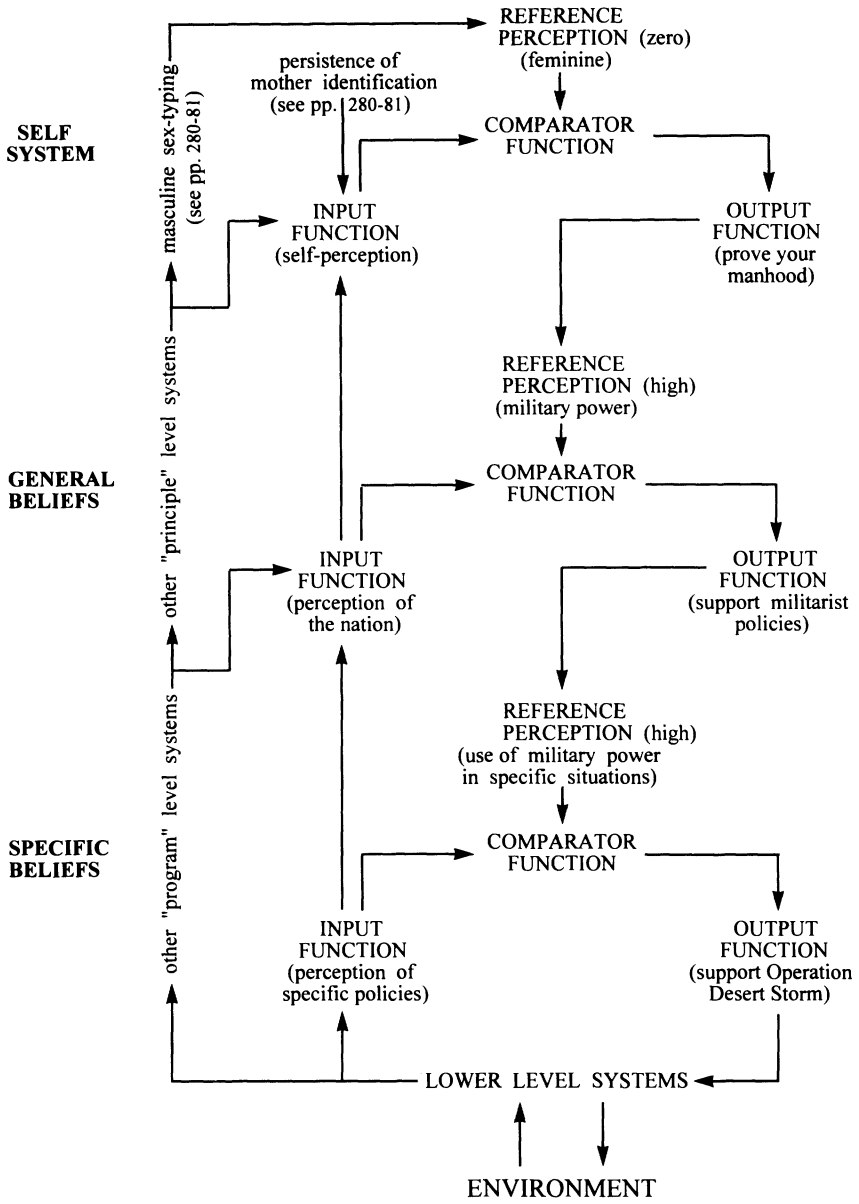 REFERENCE
PERCEPTION (zero)
(feminine)
persistence of
mother identification
(see pp. 280-81)
masculine sex-typing
(see pp. 280-81)
SELF
SYSTEM
COMPARATOR
FUNCTION
INPUT
FUNCTION
(self-perception)
OUTPUT
FUNCTION
(prove your
manhood)
other "principle" level systems
REFERENCE
PERCEPTION (high)
(military power)
GENERAL
BELIEFS
COMPARATOR
FUNCTION
INPUT
FUNCTION
(perception of
the nation)
OUTPUT
FUNCTION
(support militarist
policies)
other "program" level systems
REFERENCE
PERCEPTION (high)
(use of military power
in specific situations)
SPECIFIC
BELIEFS
COMPARATOR
FUNCTION
INPUT
FUNCTION
(perception of
specific policies)
OUTPUT
FUNCTION
(support Operation
Desert Storm)
LOWER LEVEL SYSTEMS
ENVIRONMENT